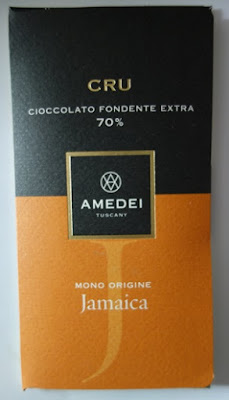 CRU
CIOCCOLATO FONDENTE EXTRA
70%
AMEDEI
TUSCANY
MONO ORIGINE
Jamaica
J